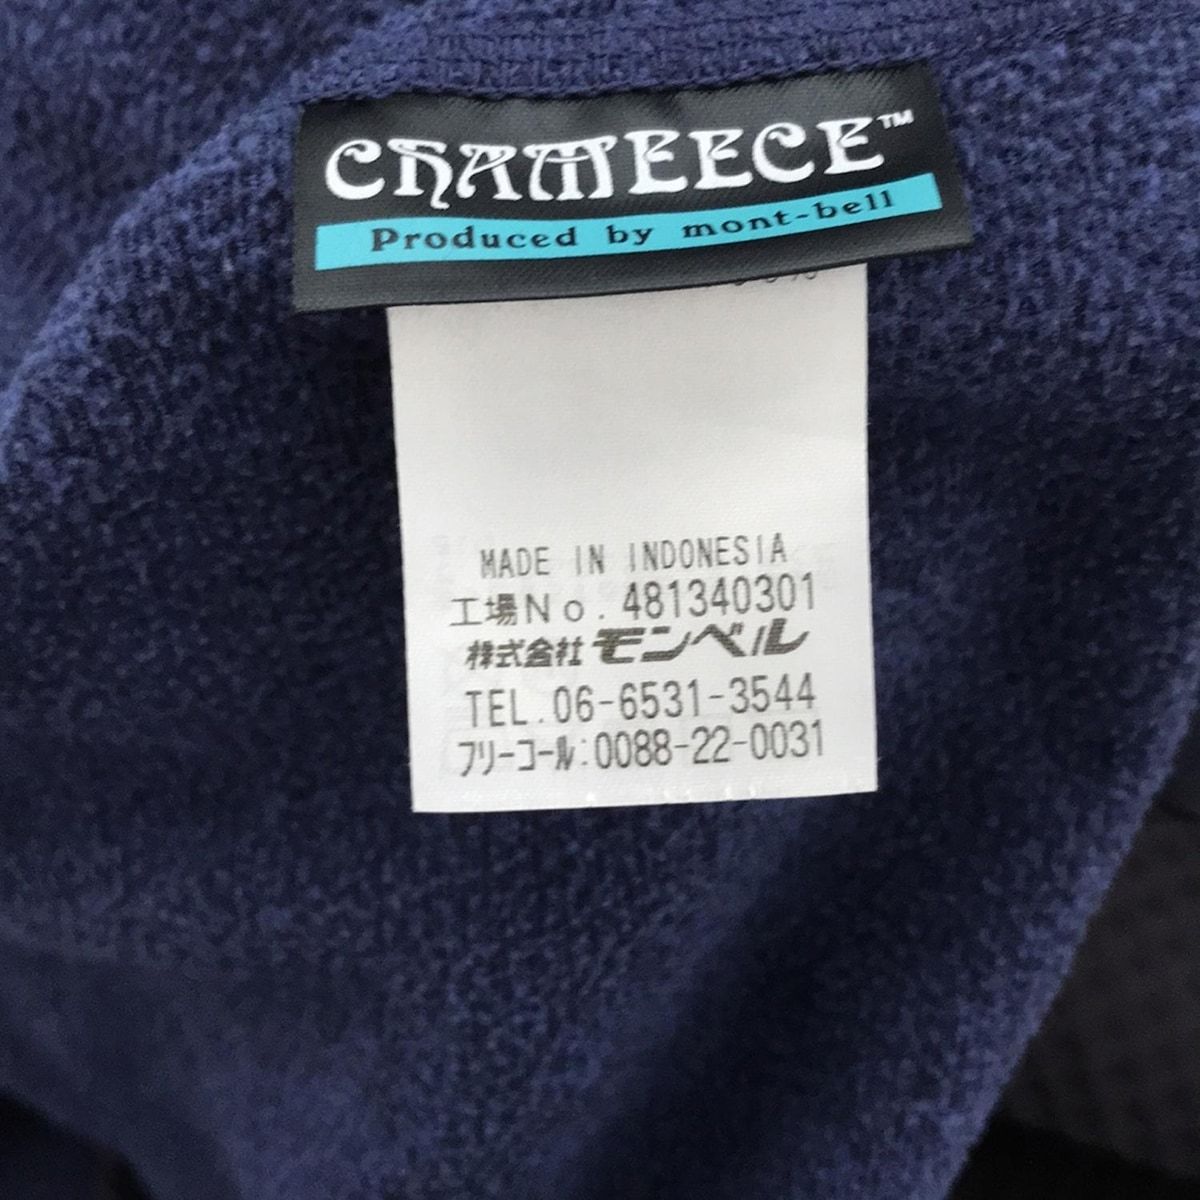 CHAMEECE™
Produced by mont-bell
MADE IN INDONESIA
工場No.481340301
株式会社モンベル
TEL.06-6531-3544
フリーコール:0088-22-0031